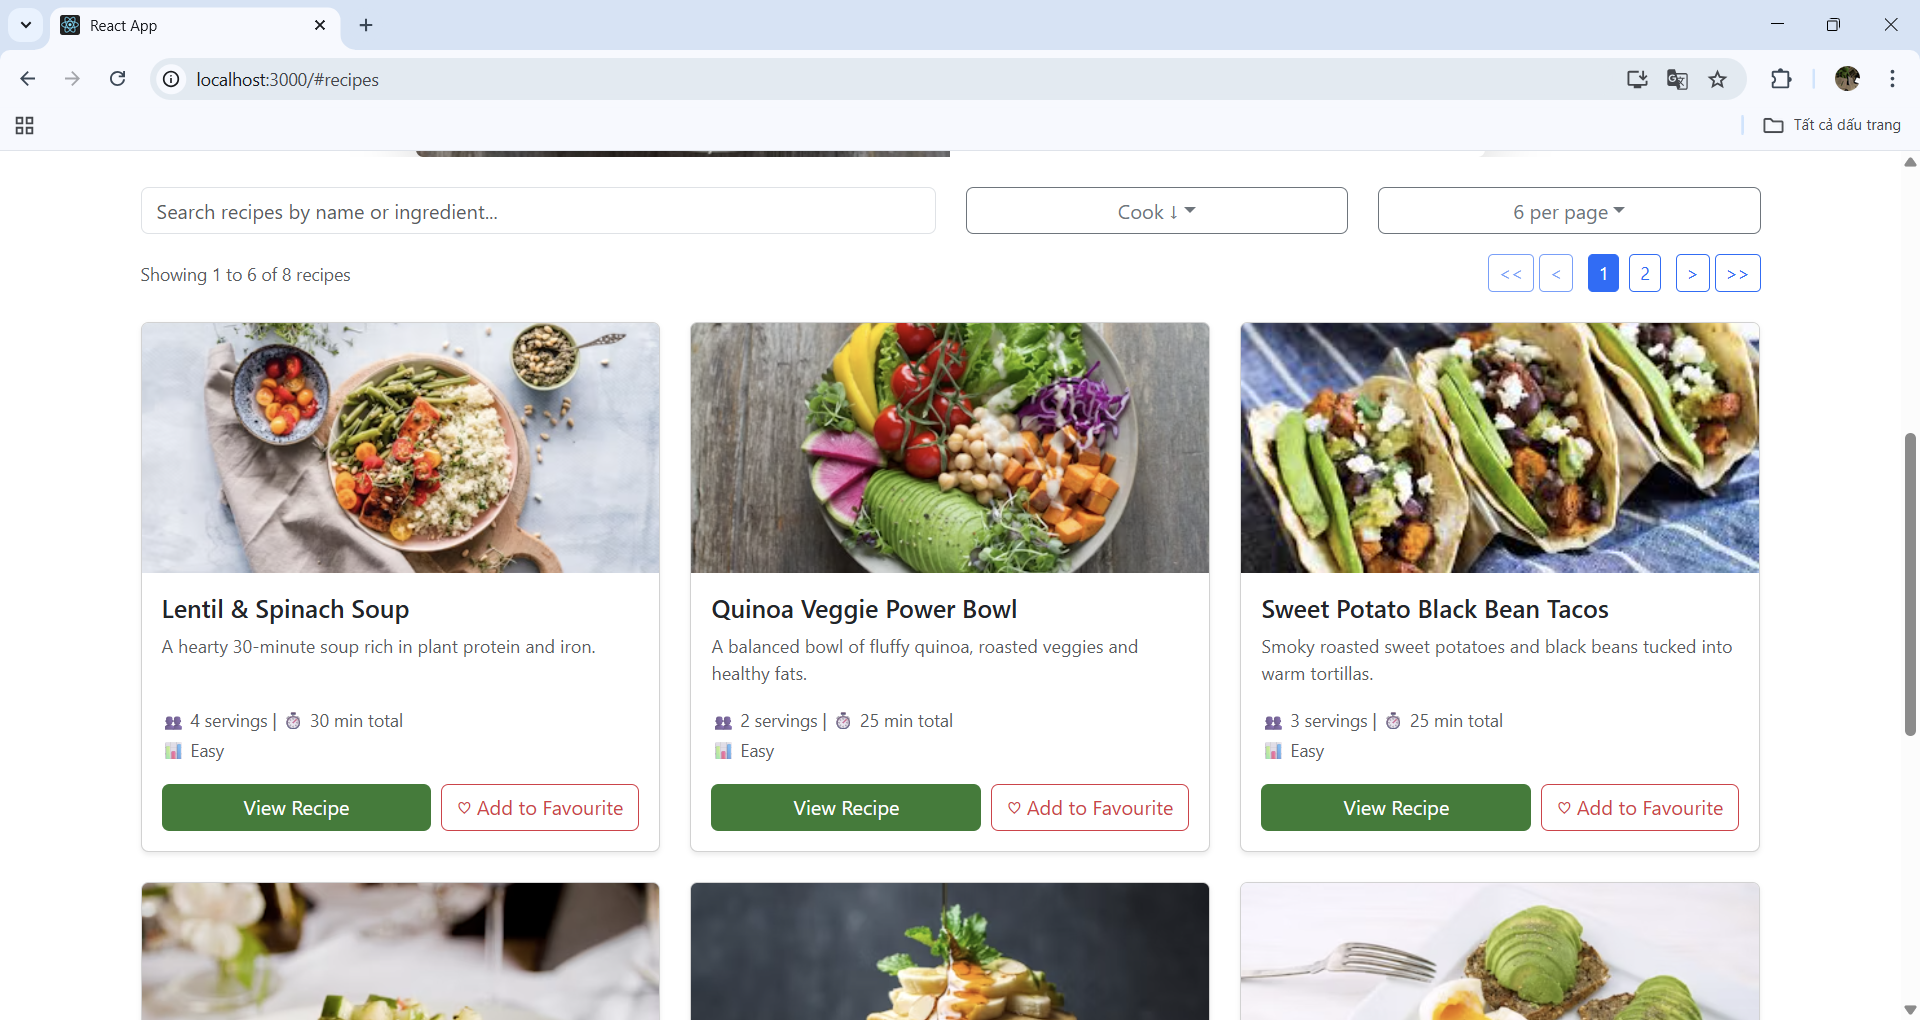 React App
localhost:3000/#recipes
Tất cả dấu trang
Search recipes by name or ingredient...
Cook ↓
6 per page
Showing 1 to 6 of 8 recipes
<< < 1 2 > >>
Lentil & Spinach Soup
A hearty 30-minute soup rich in plant protein and iron.
4 servings | 30 min total
Easy
View Recipe
♡ Add to Favourite
Quinoa Veggie Power Bowl
A balanced bowl of fluffy quinoa, roasted veggies and
healthy fats.
2 servings | 25 min total
Easy
View Recipe
♡ Add to Favourite
Sweet Potato Black Bean Tacos
Smoky roasted sweet potatoes and black beans tucked into
warm tortillas.
3 servings | 25 min total
Easy
View Recipe
♡ Add to Favourite